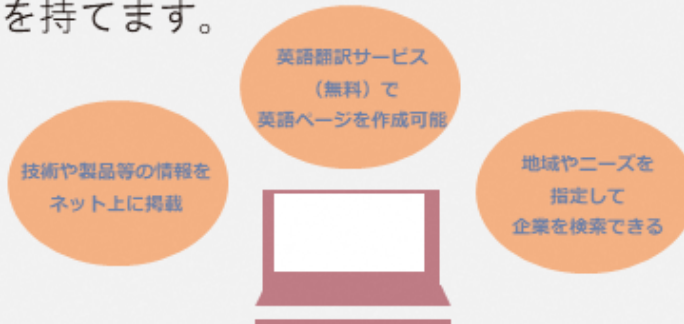 を持てます。
英語翻訳サービス
（無料）で
英語ページを作成可能
技術や製品等の情報を
ネット上に掲載
地域やニーズを
指定して
企業を検索できる